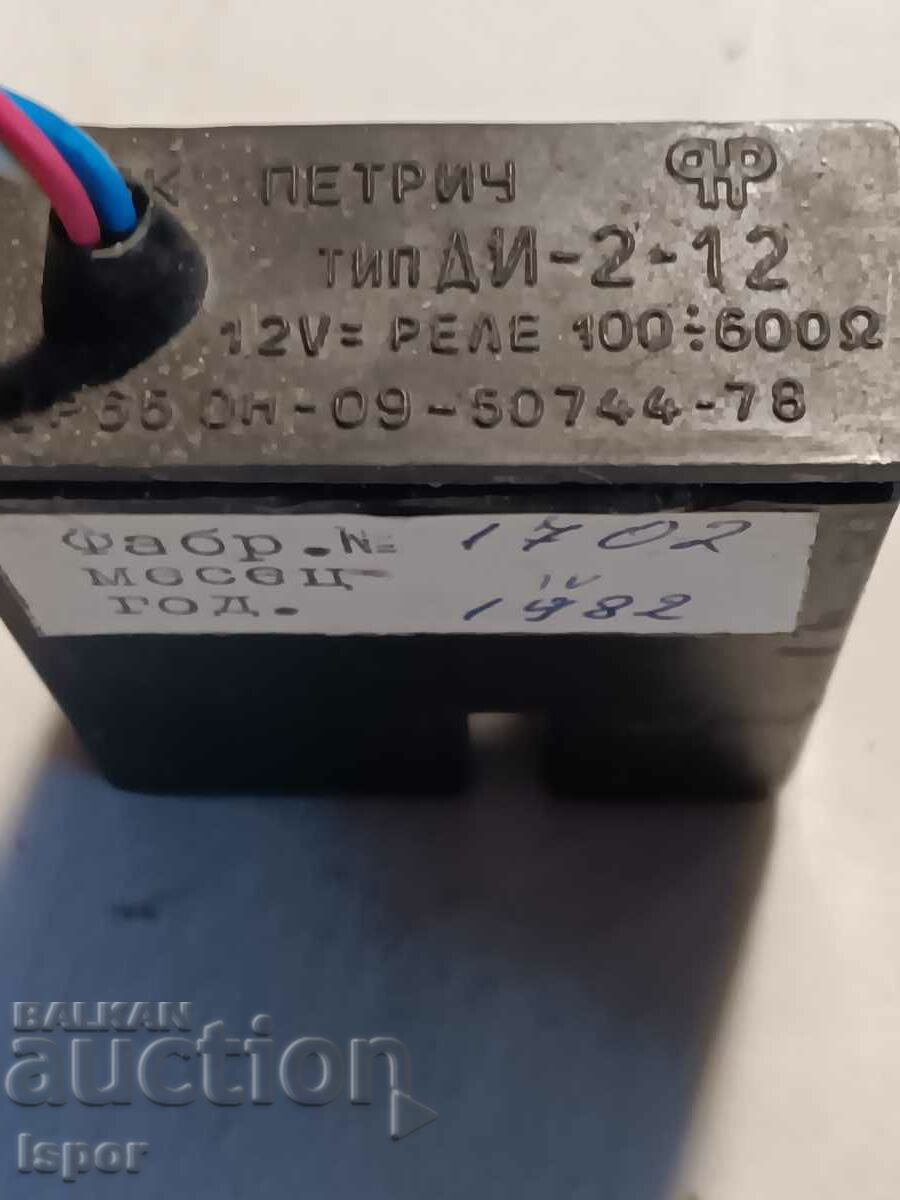 ПЕТРИЧ
ТИП ДИ-2-12
12V= РЕЛЕ 100÷600Ω
ОН-09-50744-78
Фабр.№ 1702
месец IV
год. 1982
BALKAN
auction
Ispor